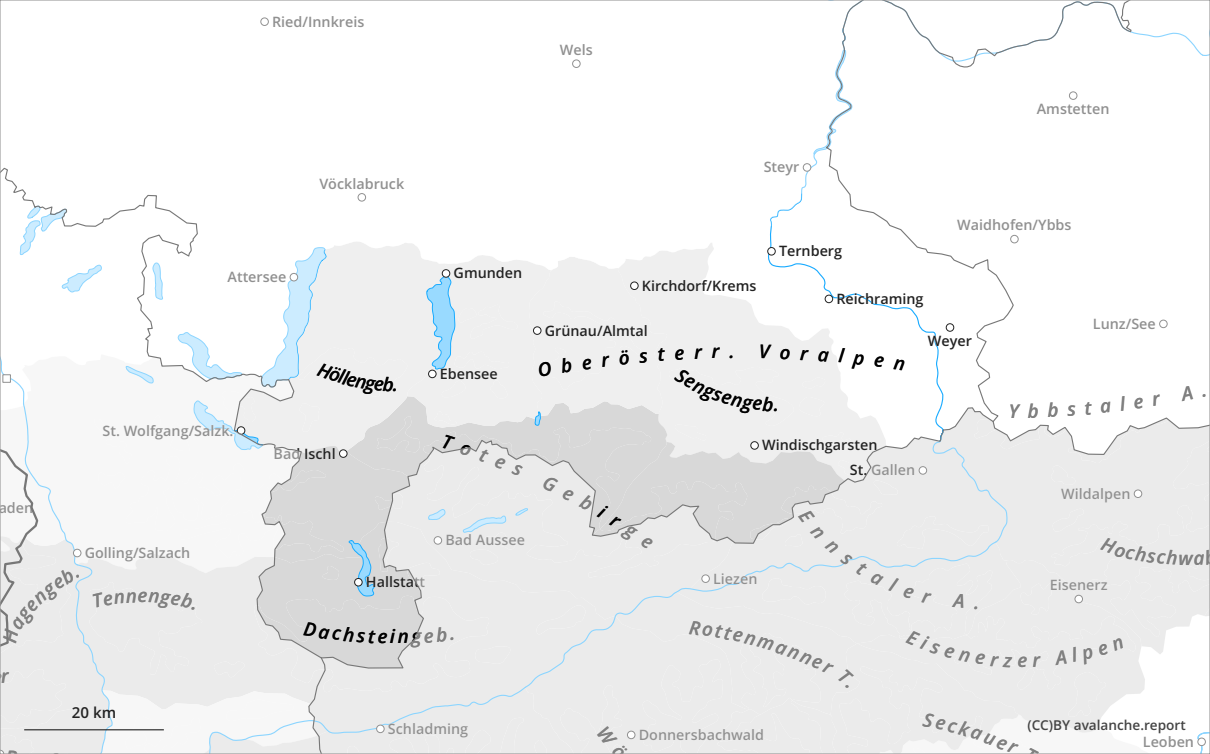 Ried/Innkreis
Wels
Amstetten
Steyr
Vöcklabruck
Waidhofen/Ybbs
Ternberg
Attersee
Gmunden
Kirchdorf/Krems
Reichraming
Lunz/See
Grünau/Almtal
Weyer
Oberösterr. Voralpen
Höllengeb.
Ebensee
Sengsengeb.
Ybbstaler A.
St. Wolfgang/Salzk.
Bad Ischl
Totes Gebirge
Windischgarsten
St. Gallen
Wildalpen
aden
Ennstaler A.
Bad Aussee
Hochschwab
Golling/Salzach
Hallstatt
Liezen
Eisenerz
Hagengeb.
Tennengeb.
Dachsteingeb.
Rottenmanner T.
Eisenerzer Alpen
20 km
Schladming
Donnersbachwald
Seckauer T
(CC)BY avalanche.report
Leoben